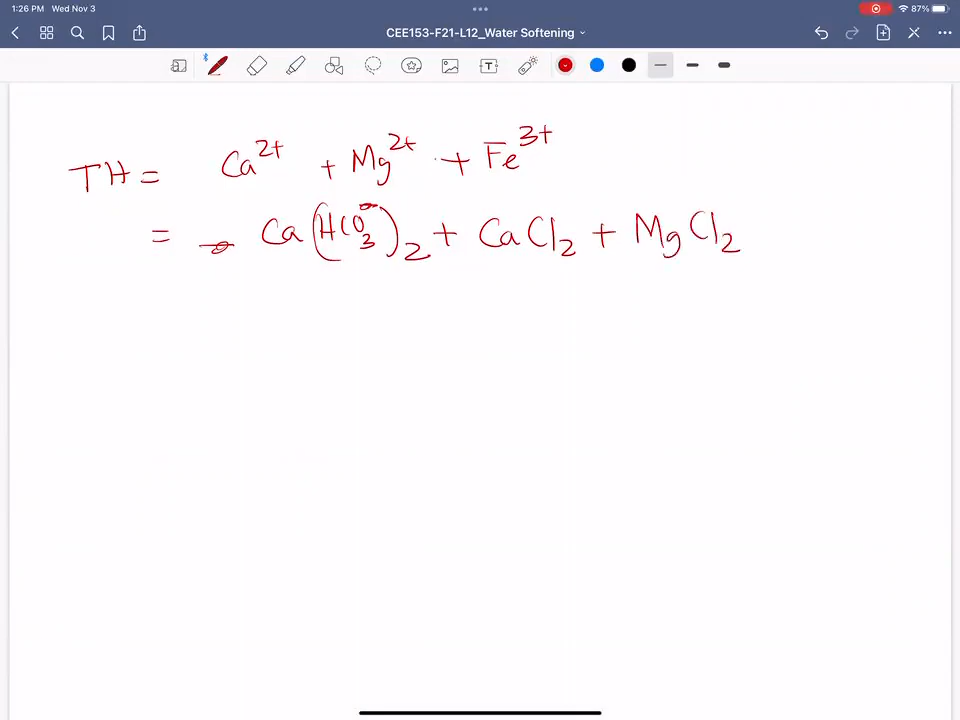 1:26 PM Wed Nov 3 87%
CEE153-F21-L12_Water Softening
T
TH = Ca²⁺ + Mg²⁺ + Fe³⁺
= Ca(HCO₃⁻)₂ + CaCl₂ + MgCl₂